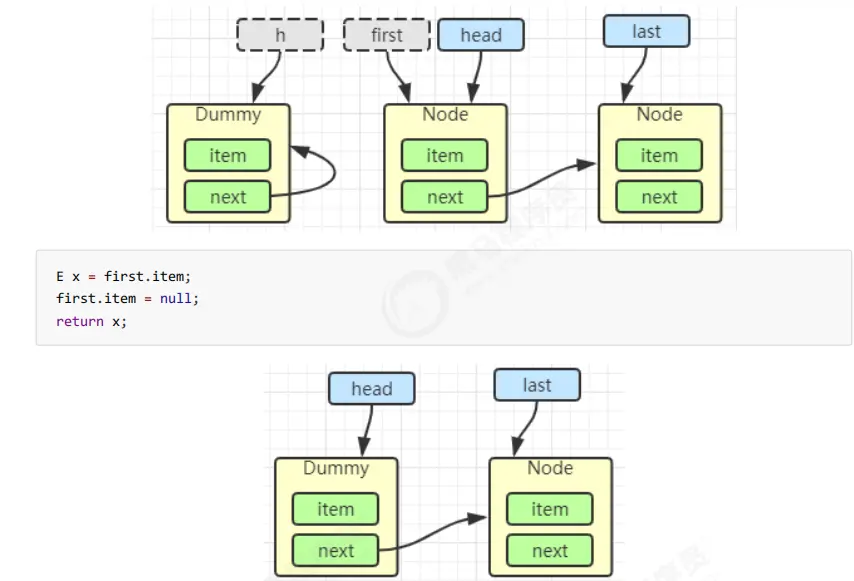 h first head last
Dummy Node Node
item item item
next next next
E x = first.item;
first.item = null;
return x;
head last
Dummy Node
item item
next next